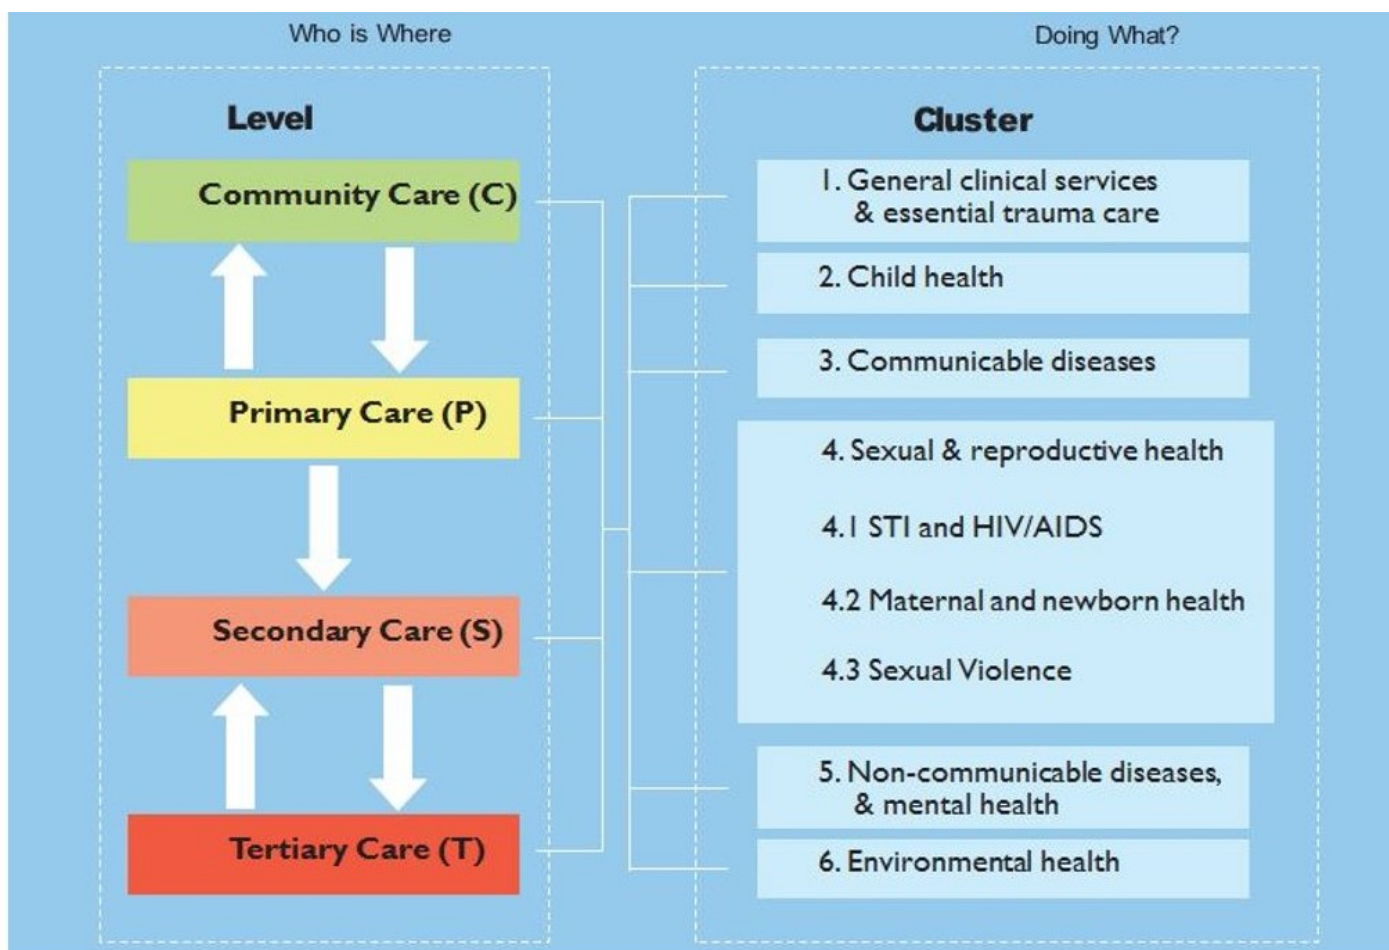 Who is Where
Doing What?
Level
Community Care (C)
Primary Care (P)
Secondary Care (S)
Tertiary Care (T)
Cluster
1. General clinical services
& essential trauma care
2. Child health
3. Communicable diseases
4. Sexual & reproductive health
4.1 STI and HIV/AIDS
4.2 Maternal and newborn health
4.3 Sexual Violence
5. Non-communicable diseases,
& mental health
6. Environmental health